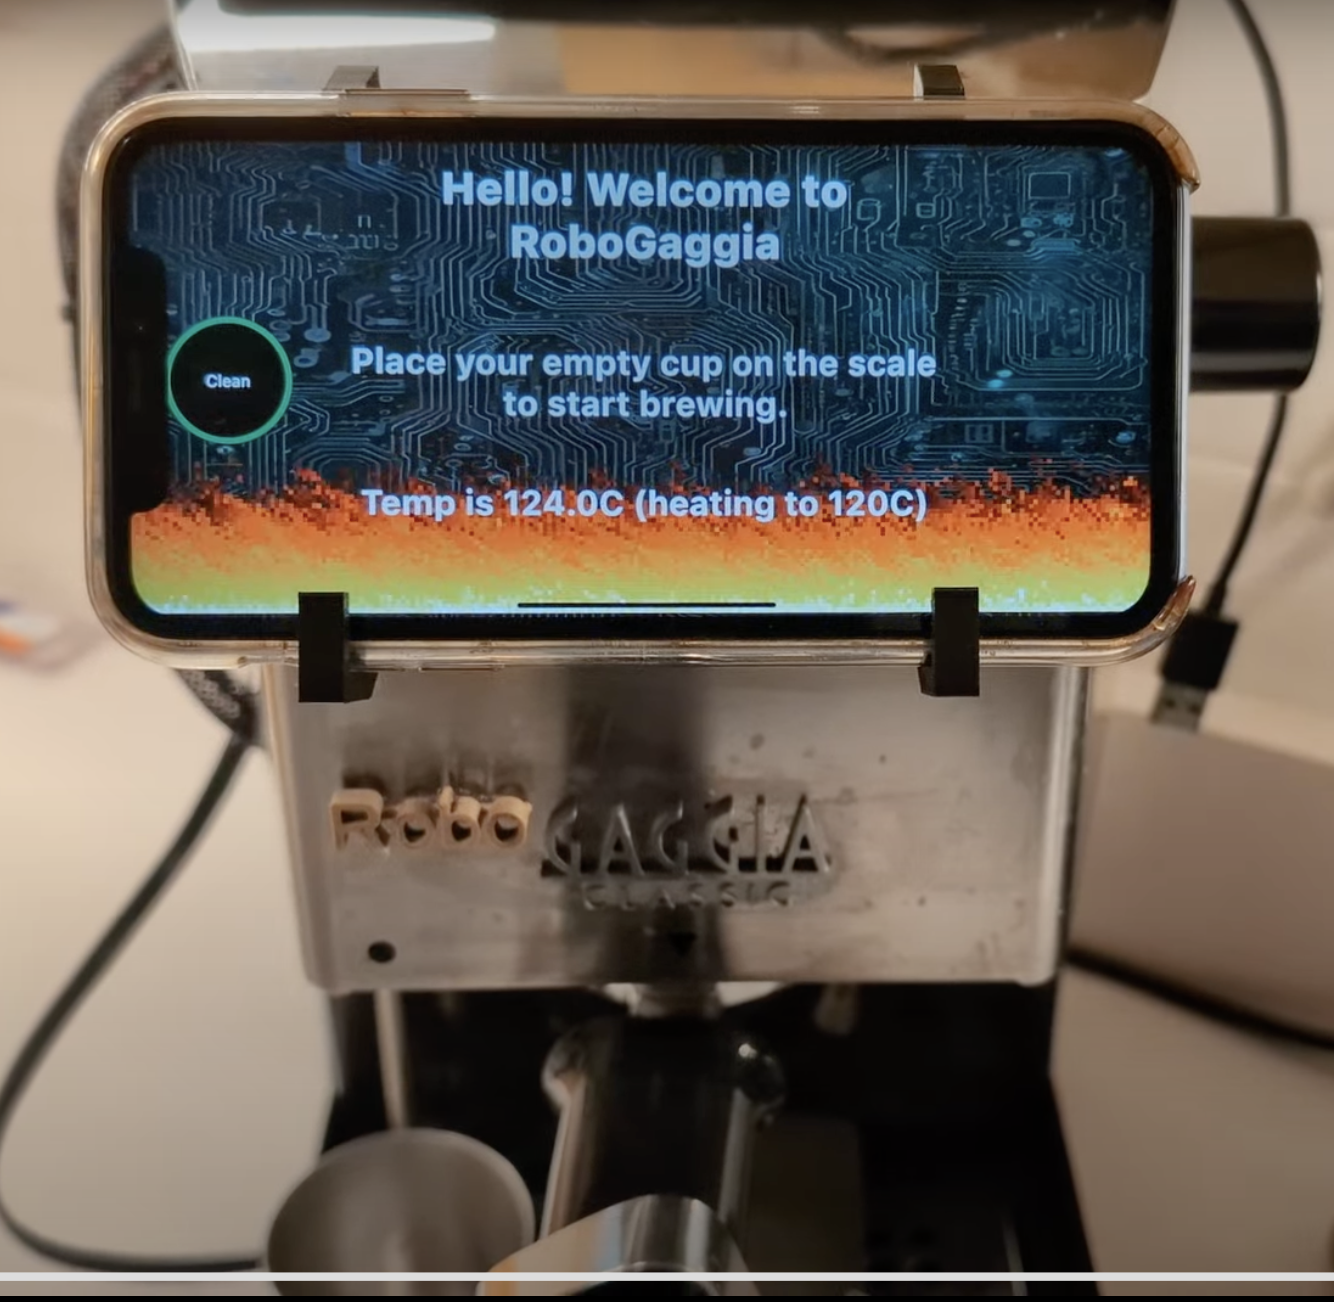 Hello! Welcome to
RoboGaggia
Clean
Place your empty cup on the scale
to start brewing.
Temp is 124.0C (heating to 120C)
Robo GAGGIA
CLASSIC